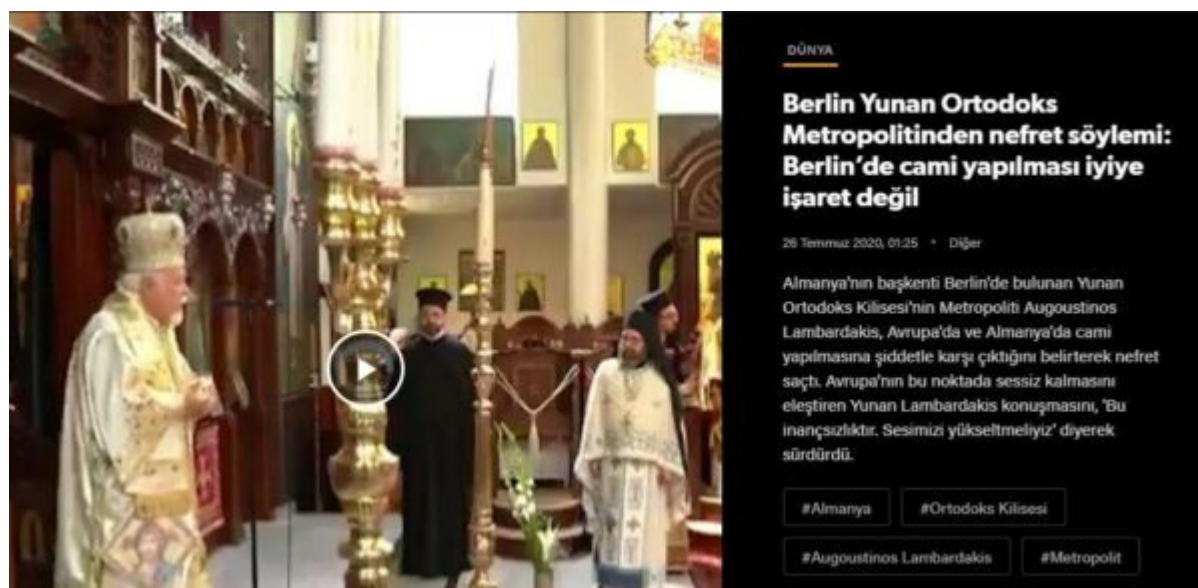 DÜNYA
Berlin Yunan Ortodoks
Metropolitinden nefret söylemi:
Berlin’de cami yapılması iyiye
işaret değil
26 Temmuz 2020, 01:25 • Diğer
Almanya'nın başkenti Berlin'de bulunan Yunan
Ortodoks Kilisesi'nin Metropoliti Augoustinos
Lambardakis, Avrupa'da ve Almanya'da cami
yapılmasına şiddetle karşı çıktığını belirterek nefret
saçtı. Avrupa'nın bu noktada sessiz kalmasını
eleştiren Yunan Lambardakis konuşmasını, 'Bu
inançsızlıktır. Sesimizi yükseltmeliyiz' diyerek
sürdürdü.
#Almanya
#Ortodoks Kilisesi
#Augoustinos Lambardakis
#Metropolit